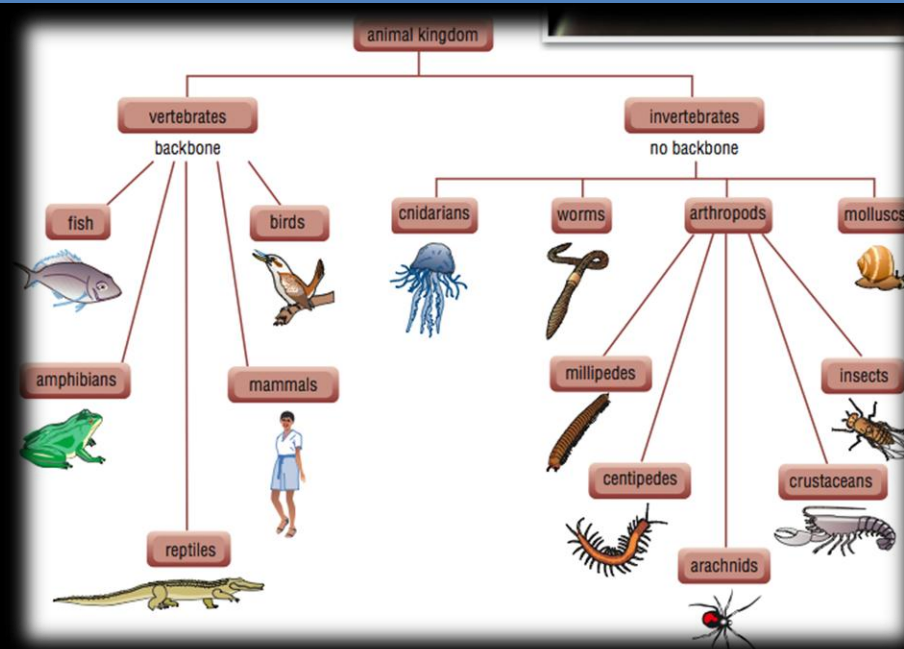 animal kingdom
vertebrates
invertebrates
backbone
no backbone
fish
birds
cnidarians
worms
arthropods
molluscs
amphibians
mammals
millipedes
insects
centipedes
crustaceans
reptiles
arachnids